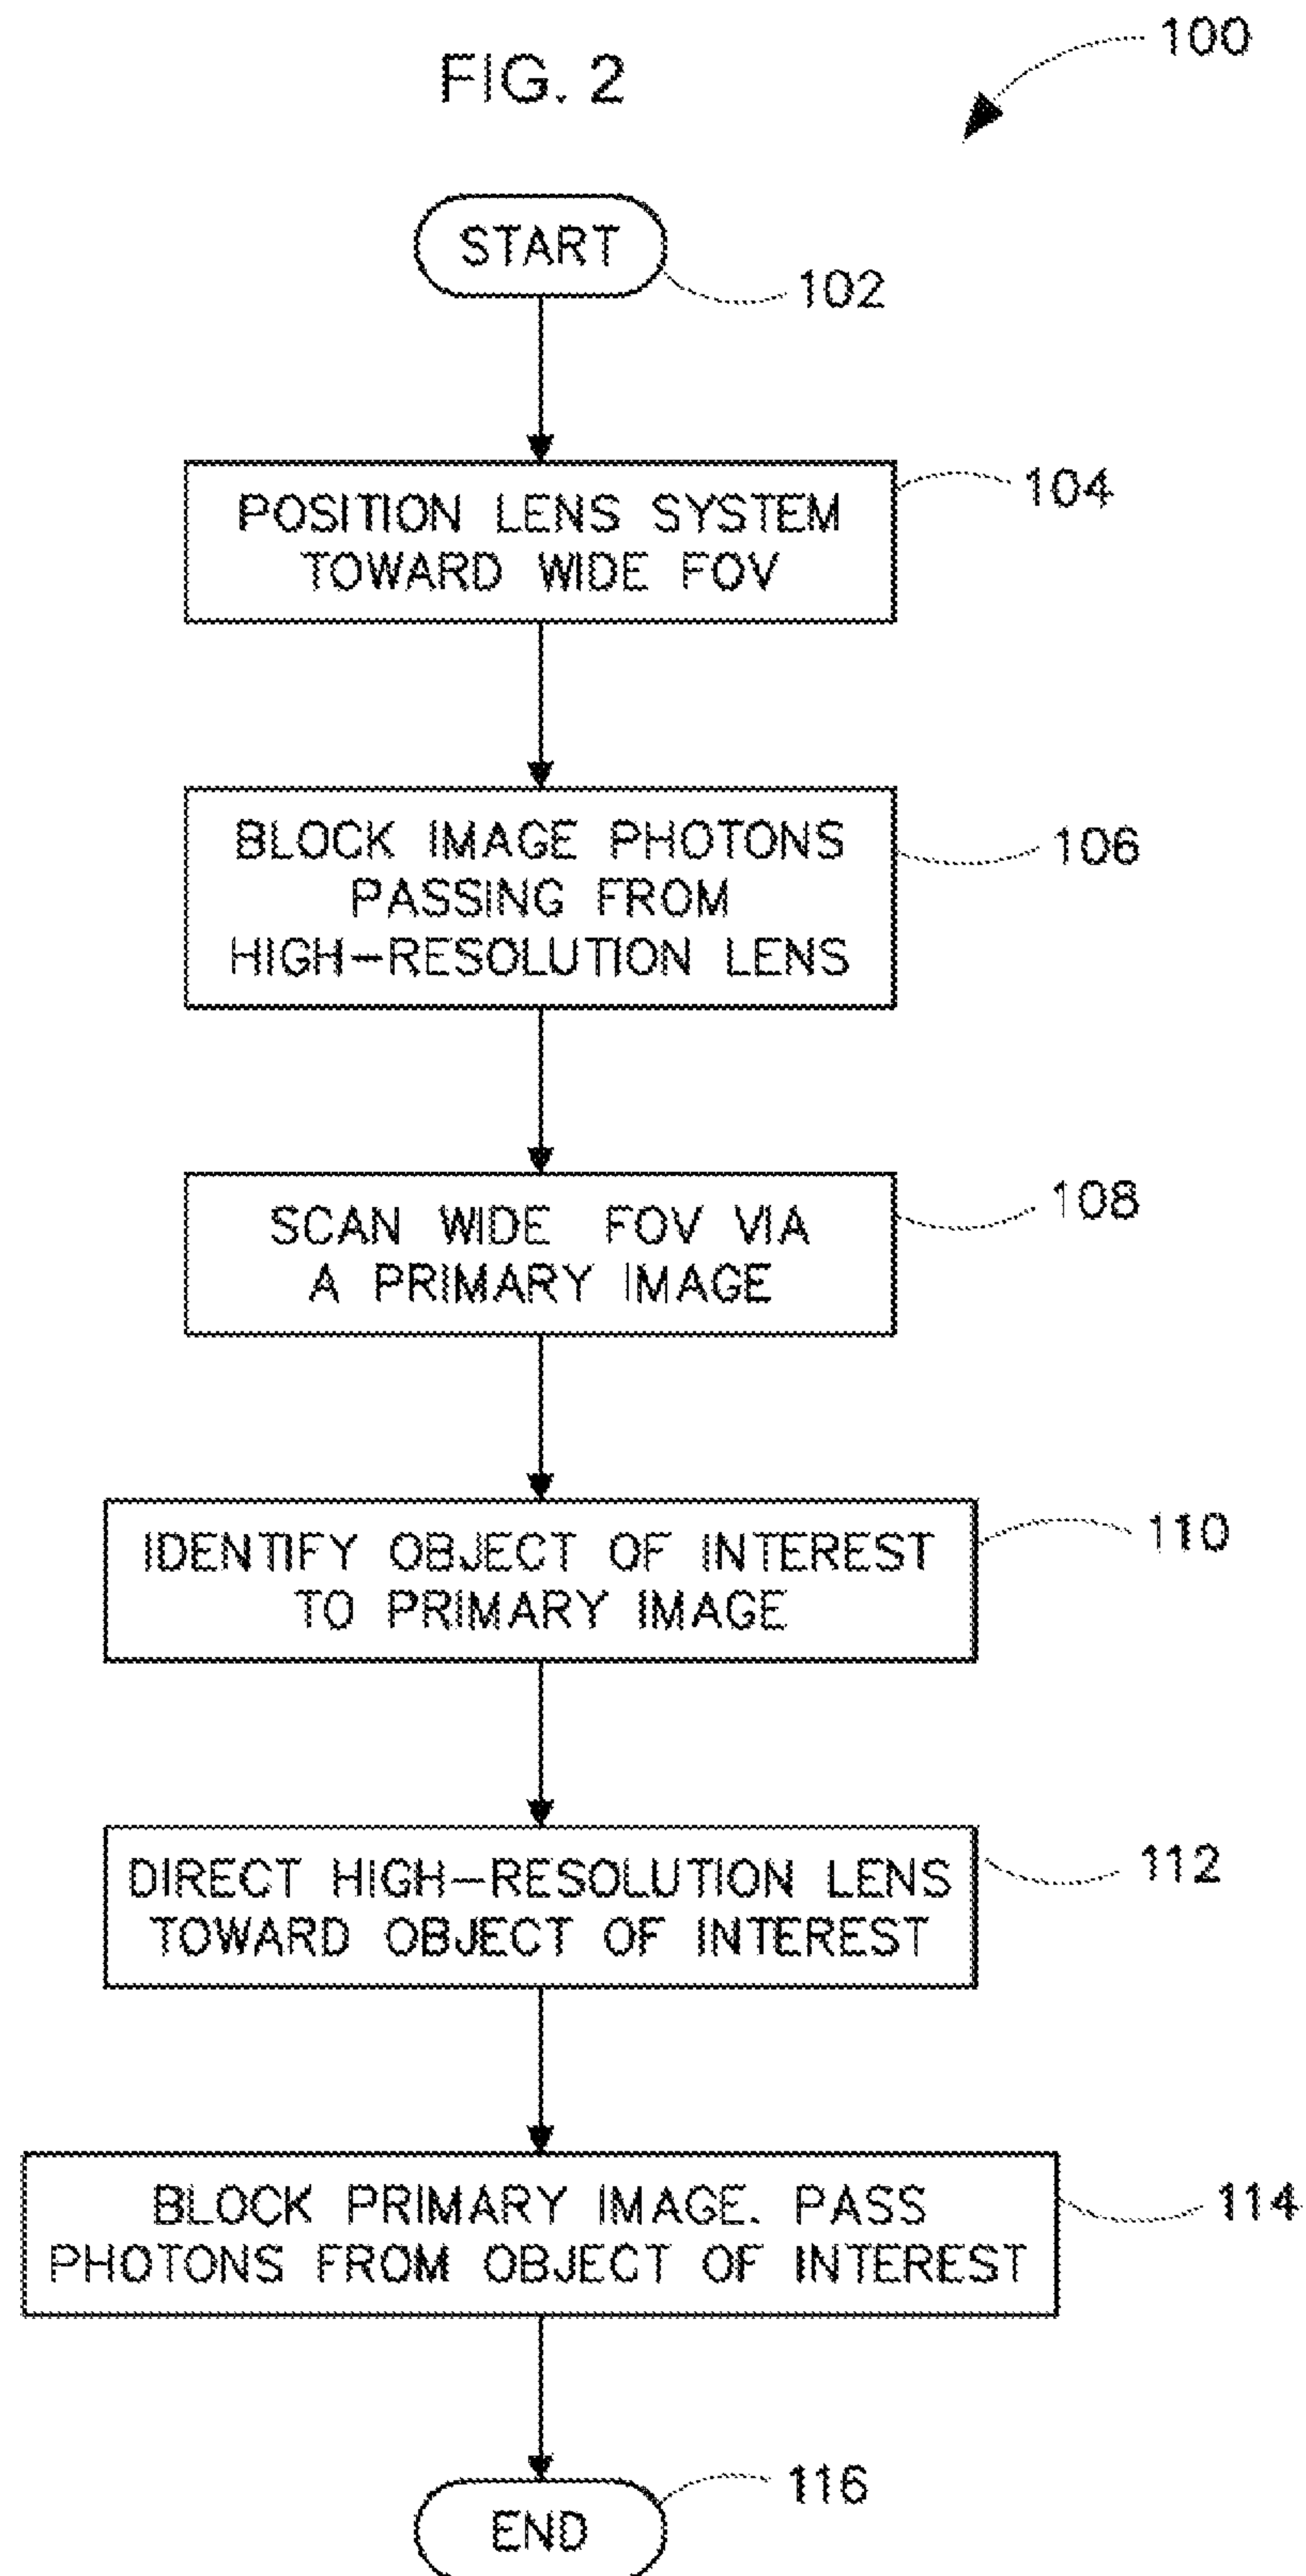 FIG. 2
100
START
102
POSITION LENS SYSTEM
TOWARD WIDE FOV
104
BLOCK IMAGE PHOTONS
PASSING FROM
HIGH-RESOLUTION LENS
106
SCAN WIDE FOV VIA
A PRIMARY IMAGE
108
IDENTIFY OBJECT OF INTEREST
TO PRIMARY IMAGE
110
DIRECT HIGH-RESOLUTION LENS
TOWARD OBJECT OF INTEREST
112
BLOCK PRIMARY IMAGE. PASS
PHOTONS FROM OBJECT OF INTEREST
114
END
116